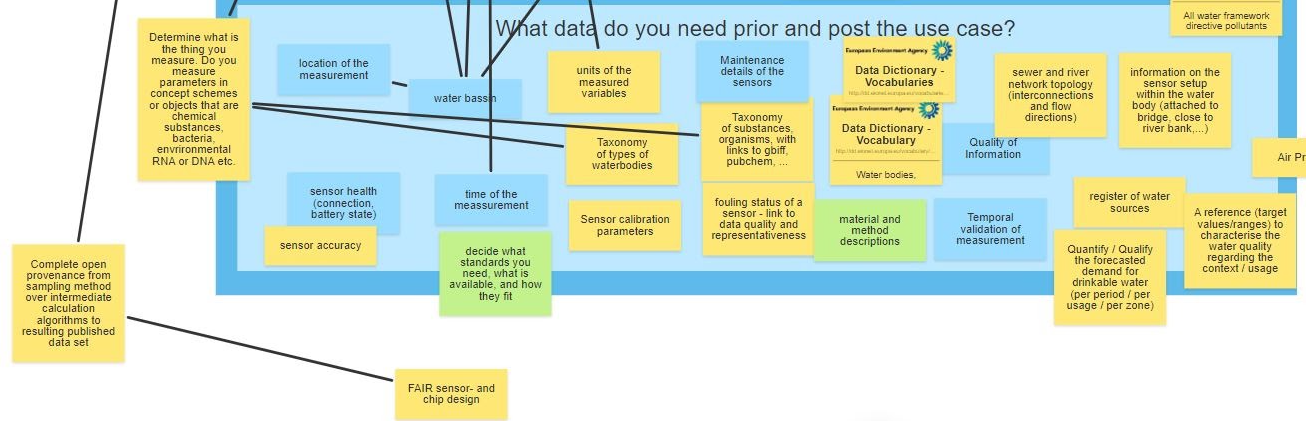 What data do you need prior and post the use case?
All water framework
directive pollutants
Determine what is
the thing you
measure. Do you
measure
parameters in
concept schemes
or objects that are
chemical
substances,
bacteria,
envrironmental
RNA or DNA etc.
location of the
measurement
water bassin
units of the
measured
variables
Maintenance
details of the
sensors
European Environment Agency
Data Dictionary -
Vocabularies
sewer and river
network topology
(interconnections
and flow
directions)
information on the
sensor setup
within the water
body (attached to
bridge, close to
river bank,...)
Taxonomy
of types of
waterbodies
Taxonomy
of substances,
organisms, with
links to gbiff,
pubchem, ...
European Environment Agency
Data Dictionary -
Vocabulary
Water bodies,
Quality of
Information
Air Pr
sensor health
(connection,
battery state)
sensor accuracy
time of the
meassurement
Sensor calibration
parameters
fouling status of a
sensor - link to
data quality and
representativeness
material and
method
descriptions
Temporal
validation of
measurement
register of water
sources
A reference (target
values/ranges) to
characterise the
water quality
regarding the
context / usage
decide what
standards you
need, what is
available, and how
they fit
Quantify / Qualify
the forecasted
demand for
drinkable water
(per period / per
usage / per zone)
Complete open
provenance from
sampling method
over intermediate
calculation
algorithms to
resulting published
data set
FAIR sensor- and
chip design